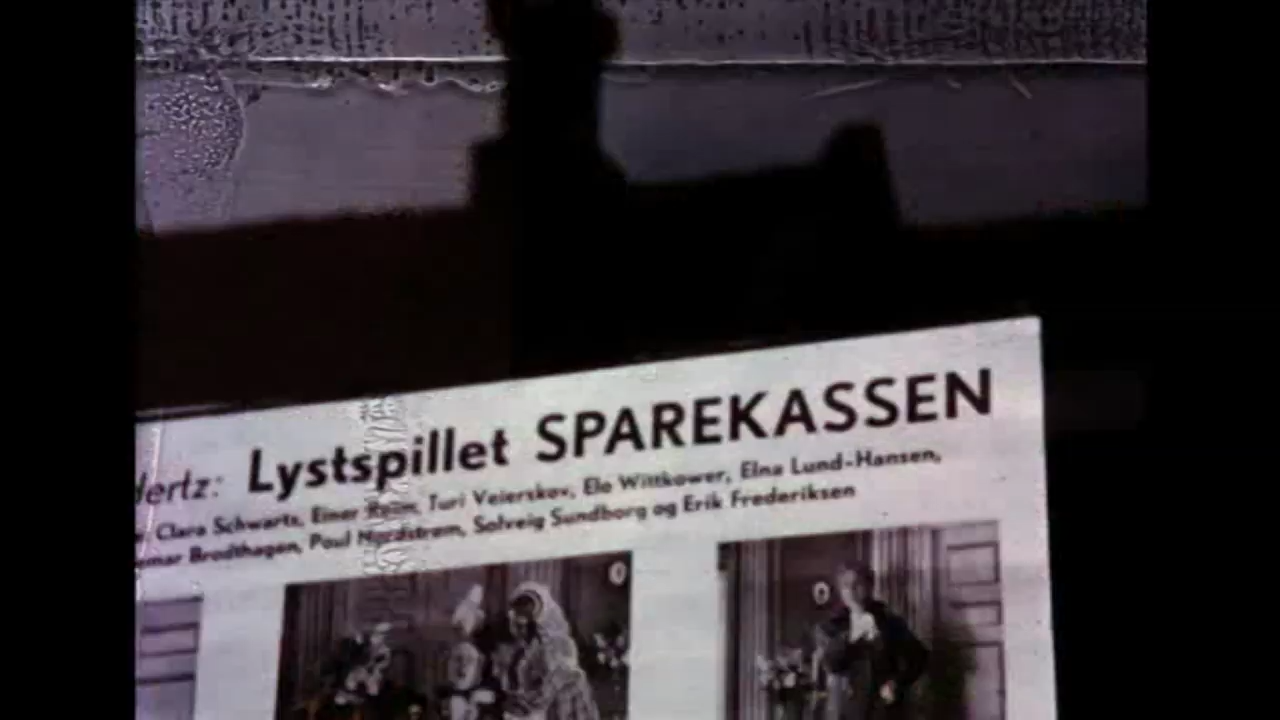 Hertz: Lystspillet SPAREKASSEN
Clara Schwartz, Einer Reim, Turi Veierskov, Elo Wittkower, Elna Lund-Hansen,
Brodthagen, Poul Nordstrøm, Solveig Sundborg og Erik Frederiksen